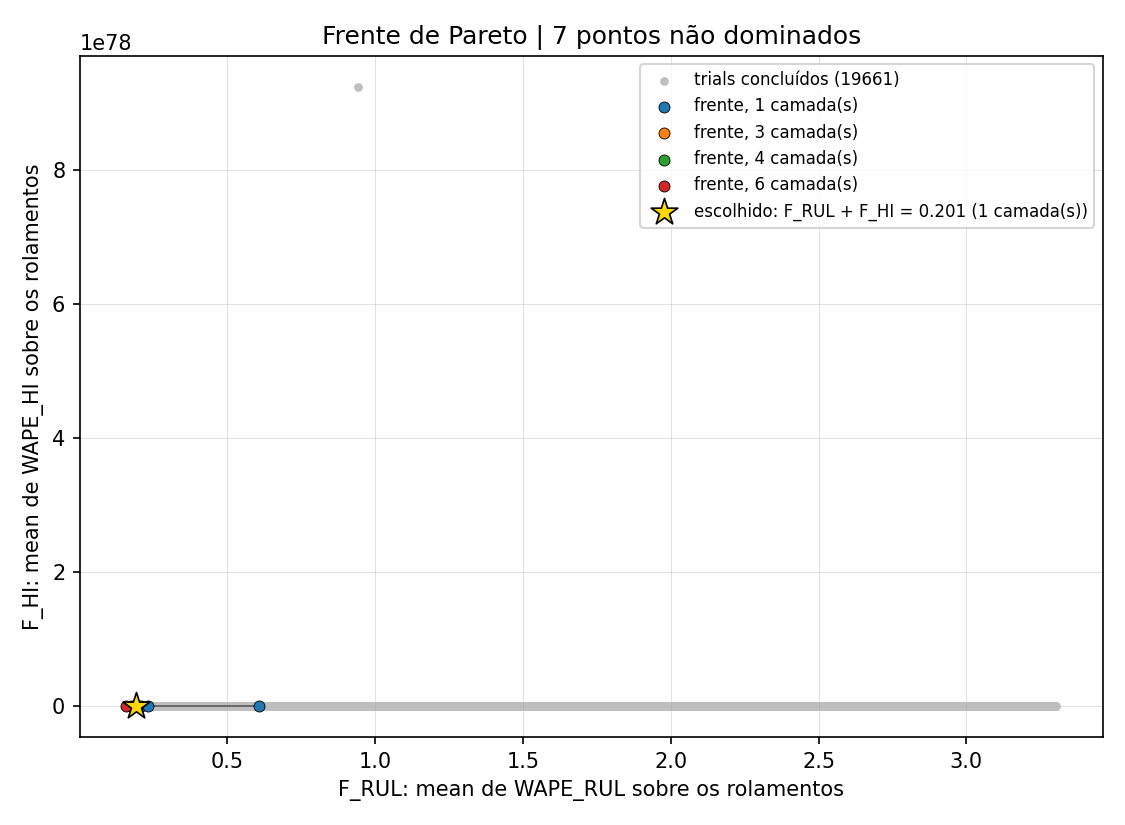 Frente de Pareto | 7 pontos não dominados
1e78
trials concluídos (19661)
frente, 1 camada(s)
frente, 3 camada(s)
frente, 4 camada(s)
frente, 6 camada(s)
escolhido: F_RUL + F_HI = 0.201 (1 camada(s))
F_HI: mean de WAPE_HI sobre os rolamentos
8
6
4
2
0
0.5 1.0 1.5 2.0 2.5 3.0
F_RUL: mean de WAPE_RUL sobre os rolamentos